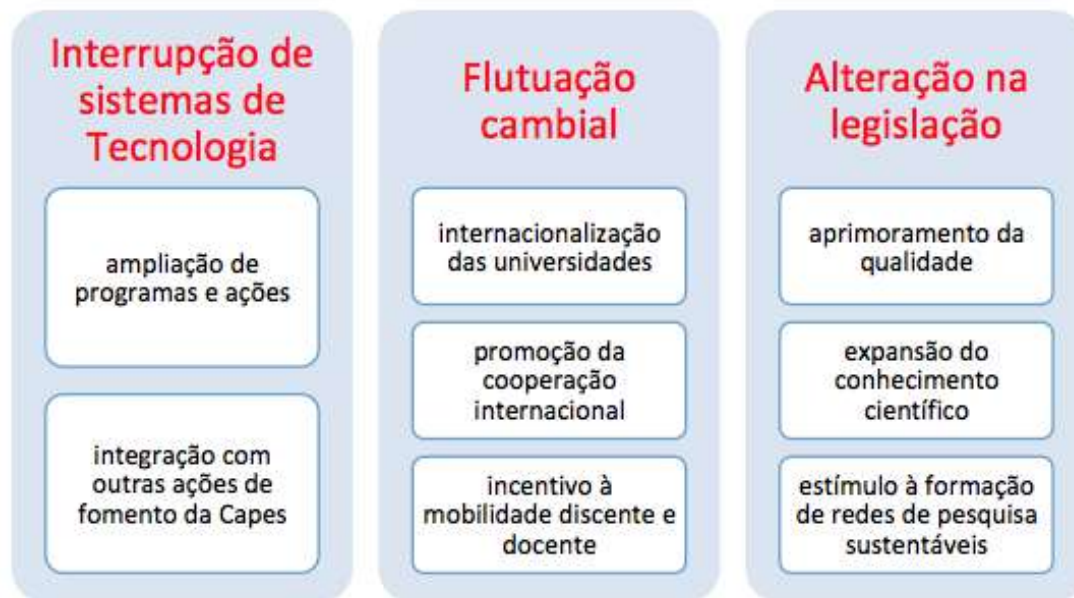 Interrupção de
sistemas de
Tecnologia
ampliação de
programas e ações
integração com
outras ações de
fomento da Capes
Flutuação
cambial
internacionalização
das universidades
promoção da
cooperação
internacional
incentivo à
mobilidade discente e
docente
Alteração na
legislação
aprimoramento da
qualidade
expansão do
conhecimento
científico
estímulo à formação
de redes de pesquisa
sustentáveis